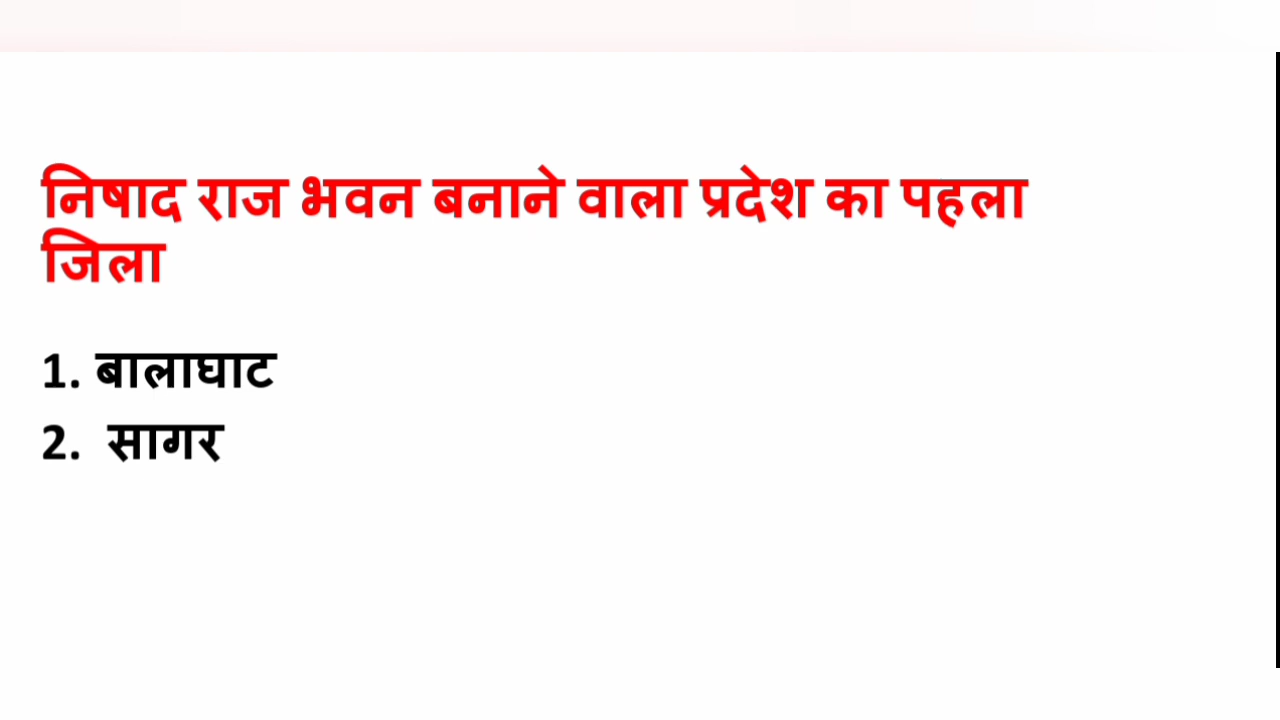 निषाद राज भवन बनाने वाला प्रदेश का पहला
जिला
1. बालाघाट
2. सागर